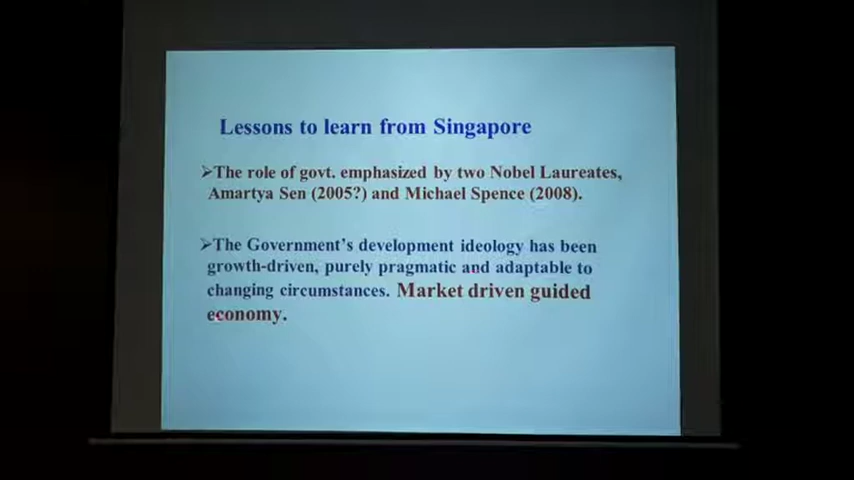 Lessons to learn from Singapore
➢The role of govt. emphasized by two Nobel Laureates,
Amartya Sen (2005?) and Michael Spence (2008).
➢The Government's development ideology has been
growth-driven, purely pragmatic and adaptable to
changing circumstances. Market driven guided
economy.